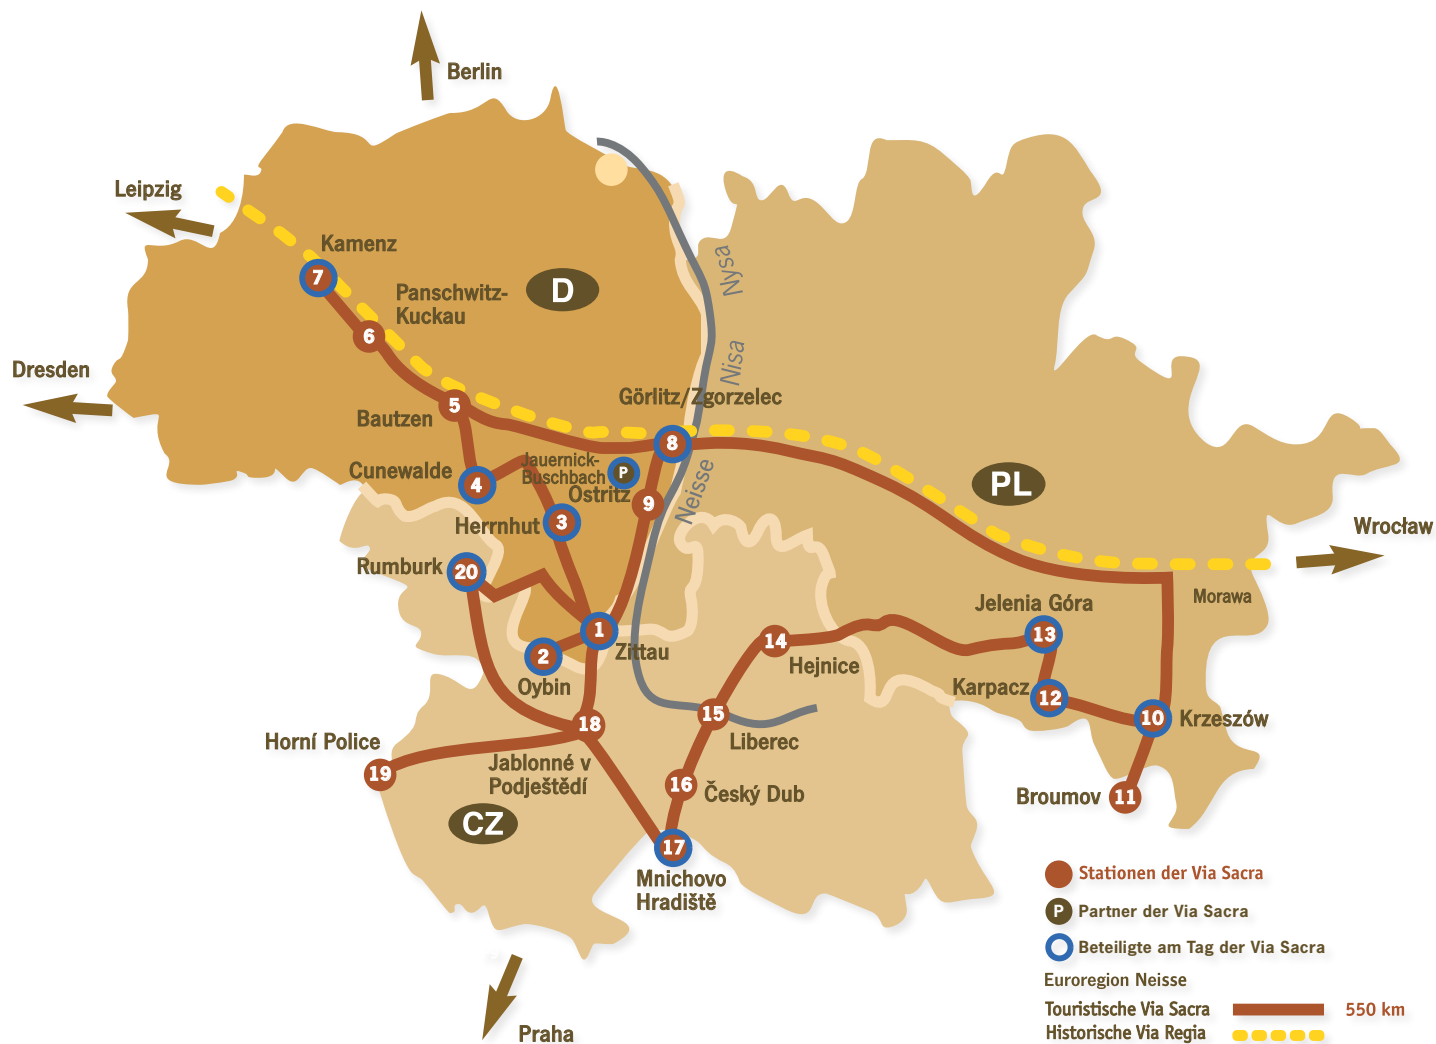 Berlin
Leipzig
Kamenz
7
D
Nysa
Panschwitz-
Kuckau
6
Nisa
Dresden
Görlitz/Zgorzelec
5
Bautzen
8
Jauernick-
Buschbach
P
Cunewalde
4
Ostritz
9
Neisse
PL
Herrnhut
3
Wrocław
Rumburk
20
Morawa
Jelenia Góra
13
1
Zittau
14
Hejnice
2
Oybin
Karpacz
12
10
Krzeszów
15
Liberec
18
Horní Police
19
Jablonné v
Podještědí
16
Český Dub
Broumov
11
CZ
17
Mnichovo
Hradiště
Praha
Stationen der Via Sacra
P Partner der Via Sacra
Beteiligte am Tag der Via Sacra
Euroregion Neisse
Touristische Via Sacra 550 km
Historische Via Regia